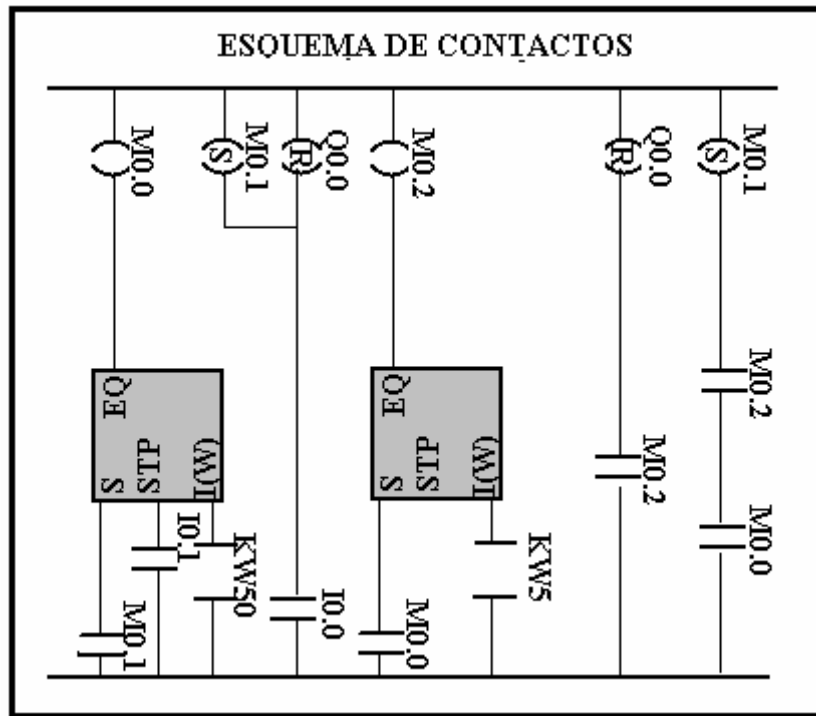 ESQUEMA DE CONTACTOS
M0.0
(S)
M0.1
(R)
Q0.0
M0.2
(R)
Q0.0
(S)
M0.1
EQ
STP
S
I(W)
EQ
STP
S
I(W)
M0.2
M0.2
M0.1
I0.1
KW50
I0.0
M0.0
KW5
M0.0